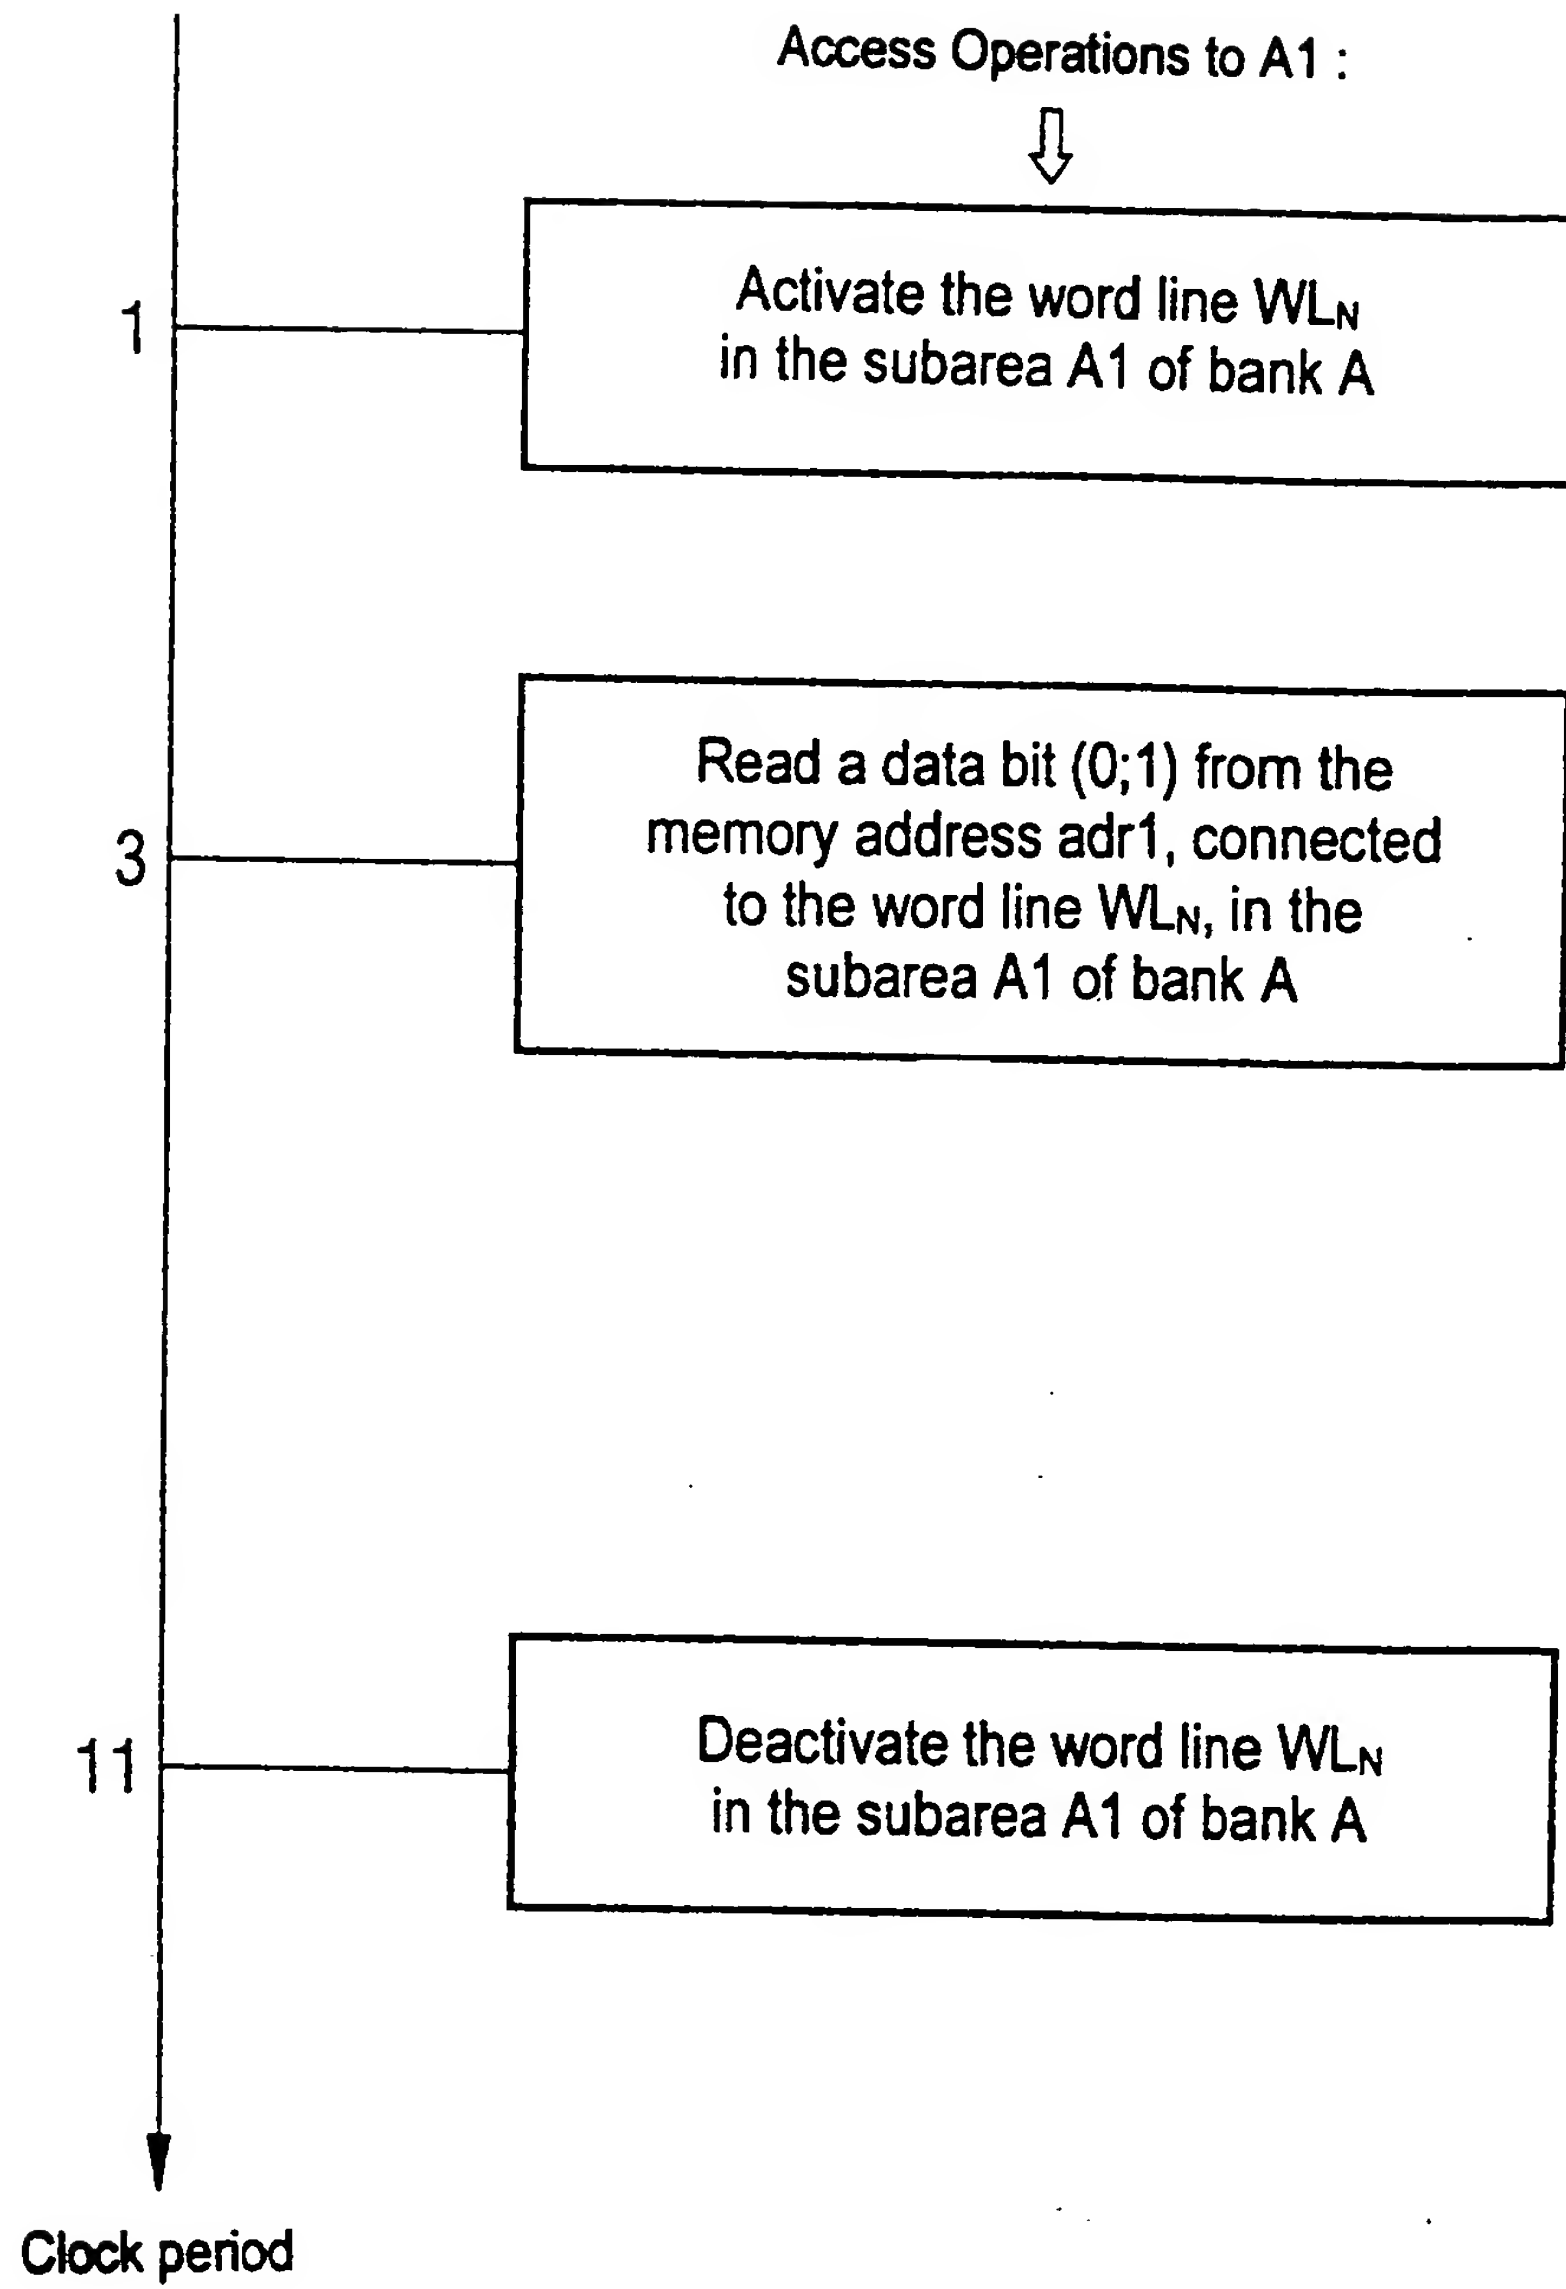 Access Operations to A1 :
1
Activate the word line WLN
in the subarea A1 of bank A
3
Read a data bit (0;1) from the
memory address adr1, connected
to the word line WLN, in the
subarea A1 of bank A
11
Deactivate the word line WLN
in the subarea A1 of bank A
Clock period